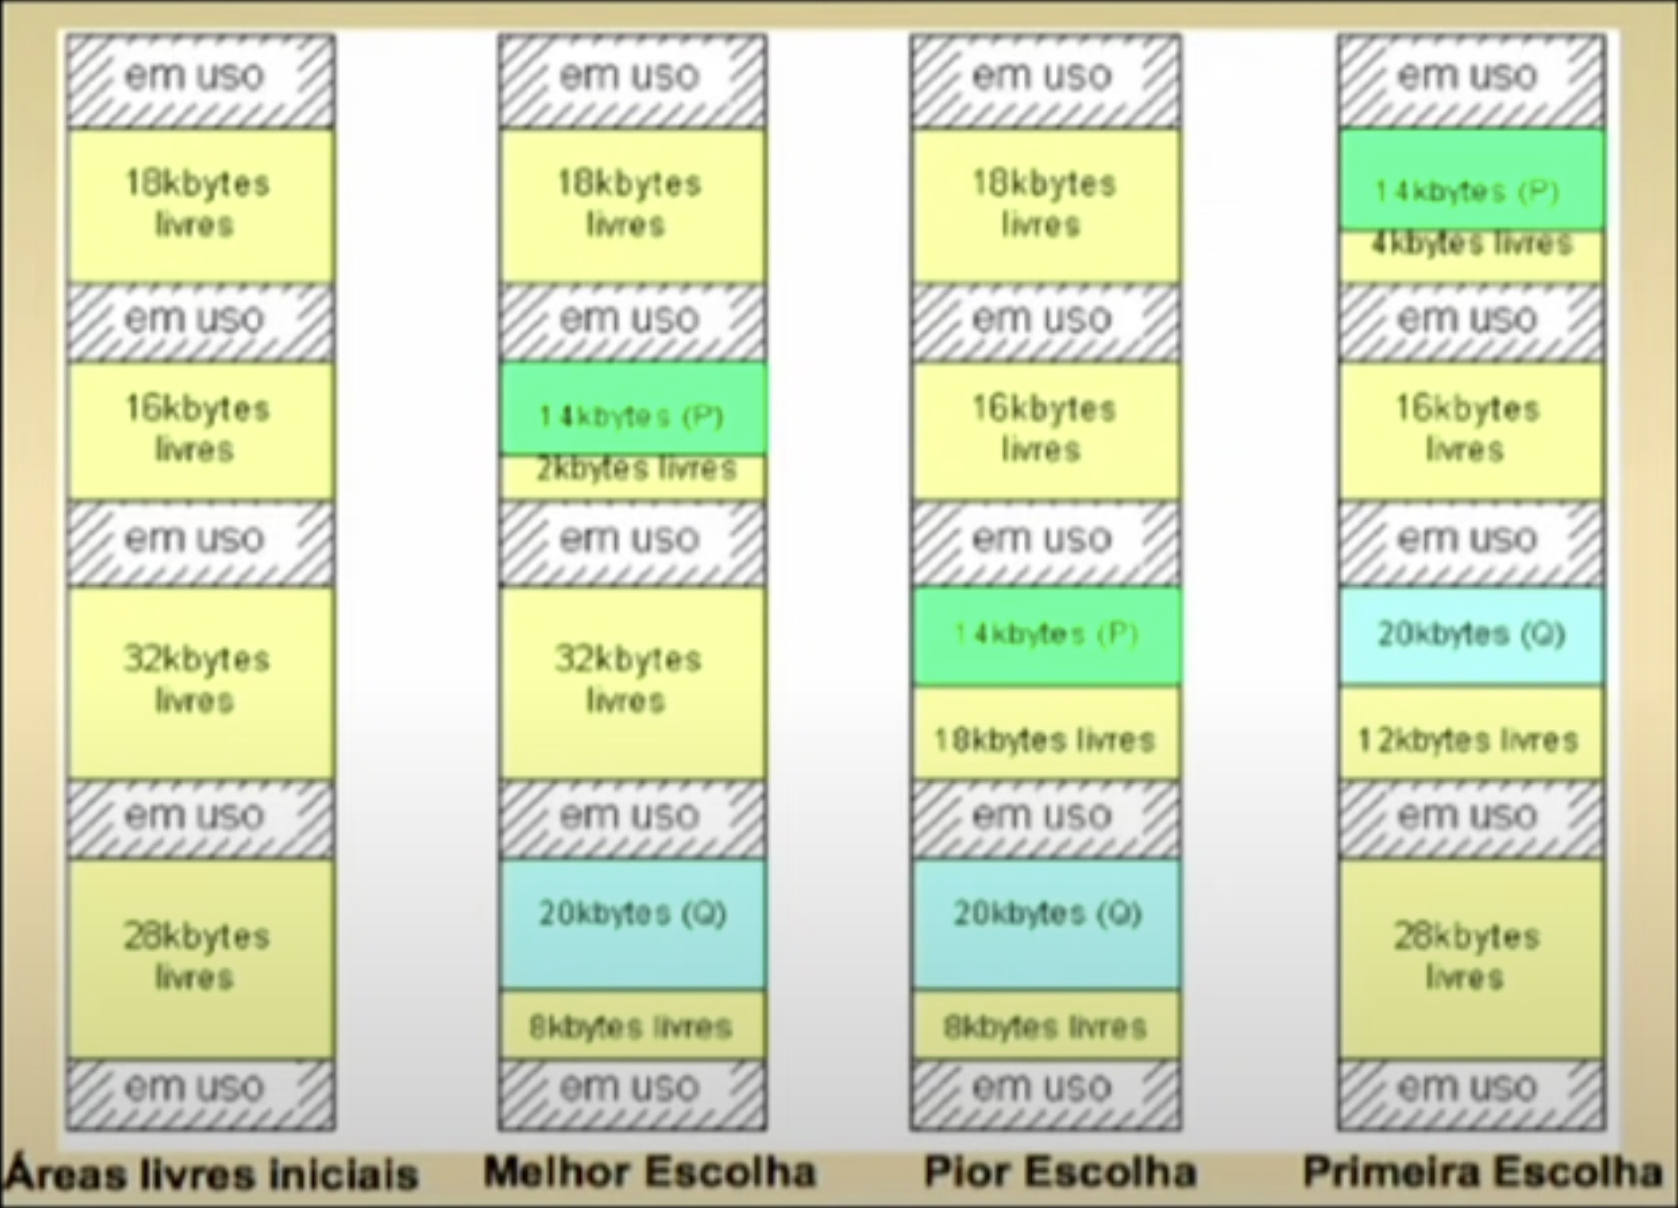 em uso
18kbytes
livres
em uso
16kbytes
livres
em uso
32kbytes
livres
em uso
28kbytes
livres
em uso
Áreas livres iniciais
em uso
18kbytes
livres
em uso
14kbytes (P)
2kbytes livres
em uso
32kbytes
livres
em uso
20kbytes (Q)
8kbytes livres
em uso
Melhor Escolha
em uso
18kbytes
livres
em uso
16kbytes
livres
em uso
14kbytes (P)
18kbytes livres
em uso
20kbytes (Q)
8kbytes livres
em uso
Pior Escolha
em uso
14kbytes (P)
4kbytes livres
em uso
16kbytes
livres
em uso
20kbytes (Q)
12kbytes livres
em uso
28kbytes
livres
em uso
Primeira Escolha